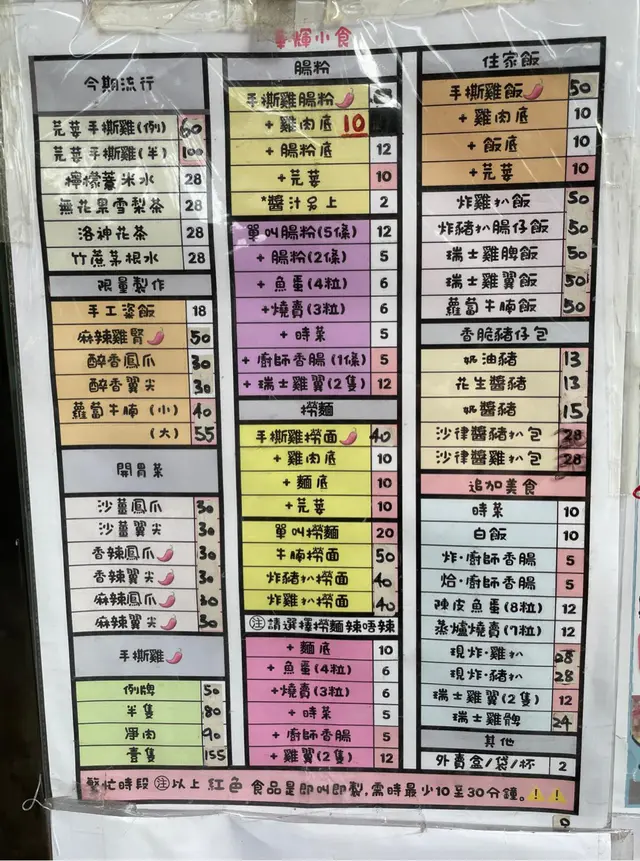 華輝小食
今期流行
芫荽手撕雞(例) 60
芫荽手撕雞(半) 100
檸檬薏米水 28
無花果雪梨茶 28
洛神花茶 28
竹蔗茅根水 28
限量製作
手工粢飯 18
麻辣雞腎 50
醉香鳳爪 30
醉香翼尖 30
蘿蔔牛腩(小) 40
(大) 55
開胃菜
沙薑鳳爪 30
沙薑翼尖 30
香辣鳳爪 30
香辣翼尖 30
麻辣鳳爪 30
麻辣翼尖 30
手撕雞
例牌 50
半隻 80
淨肉 90
壹隻 155
腸粉
手撕雞腸粉
+雞肉底 10
+腸粉底 12
+芫荽 10
*醬汁另上 2
單叫腸粉(5條) 12
+腸粉(2條) 5
+魚蛋(4粒) 6
+燒賣(3粒) 6
+時菜 5
+廚師香腸(1條) 5
+瑞士雞翼(2隻) 12
撈麵
手撕雞撈面 40
+雞肉底 10
+麵底 10
+芫荽 10
單叫撈麵 20
牛腩撈面 50
炸豬扒撈面 40
炸雞扒撈面 40
註請選擇撈麵辣唔辣
+麵底 10
+魚蛋(4粒) 6
+燒賣(3粒) 6
+時菜 5
+廚師香腸 5
+雞翼(2隻) 12
住家飯
手撕雞飯 50
+雞肉底 10
+飯底 10
+芫荽 10
炸雞扒飯 50
炸豬扒腸仔飯 50
瑞士雞髀飯 50
瑞士雞翼飯 50
蘿蔔牛腩飯 50
香脆豬仔包
奶油豬 13
花生醬豬 13
奶醬豬 15
沙律醬豬扒包 28
沙律醬雞扒包 28
追加美食
時菜 10
白飯 10
炸·廚師香腸 5
烚·廚師香腸 5
陳皮魚蛋(8粒) 12
蒸爐燒賣(7粒) 12
現炸·雞扒 28
現炸·豬扒 28
瑞士雞翼(2隻) 12
瑞士雞髀 24
其他
外賣盒/袋/杯 2
繁忙時段 註以上 紅色 食品是即叫即製,需時最少10至30分鐘。